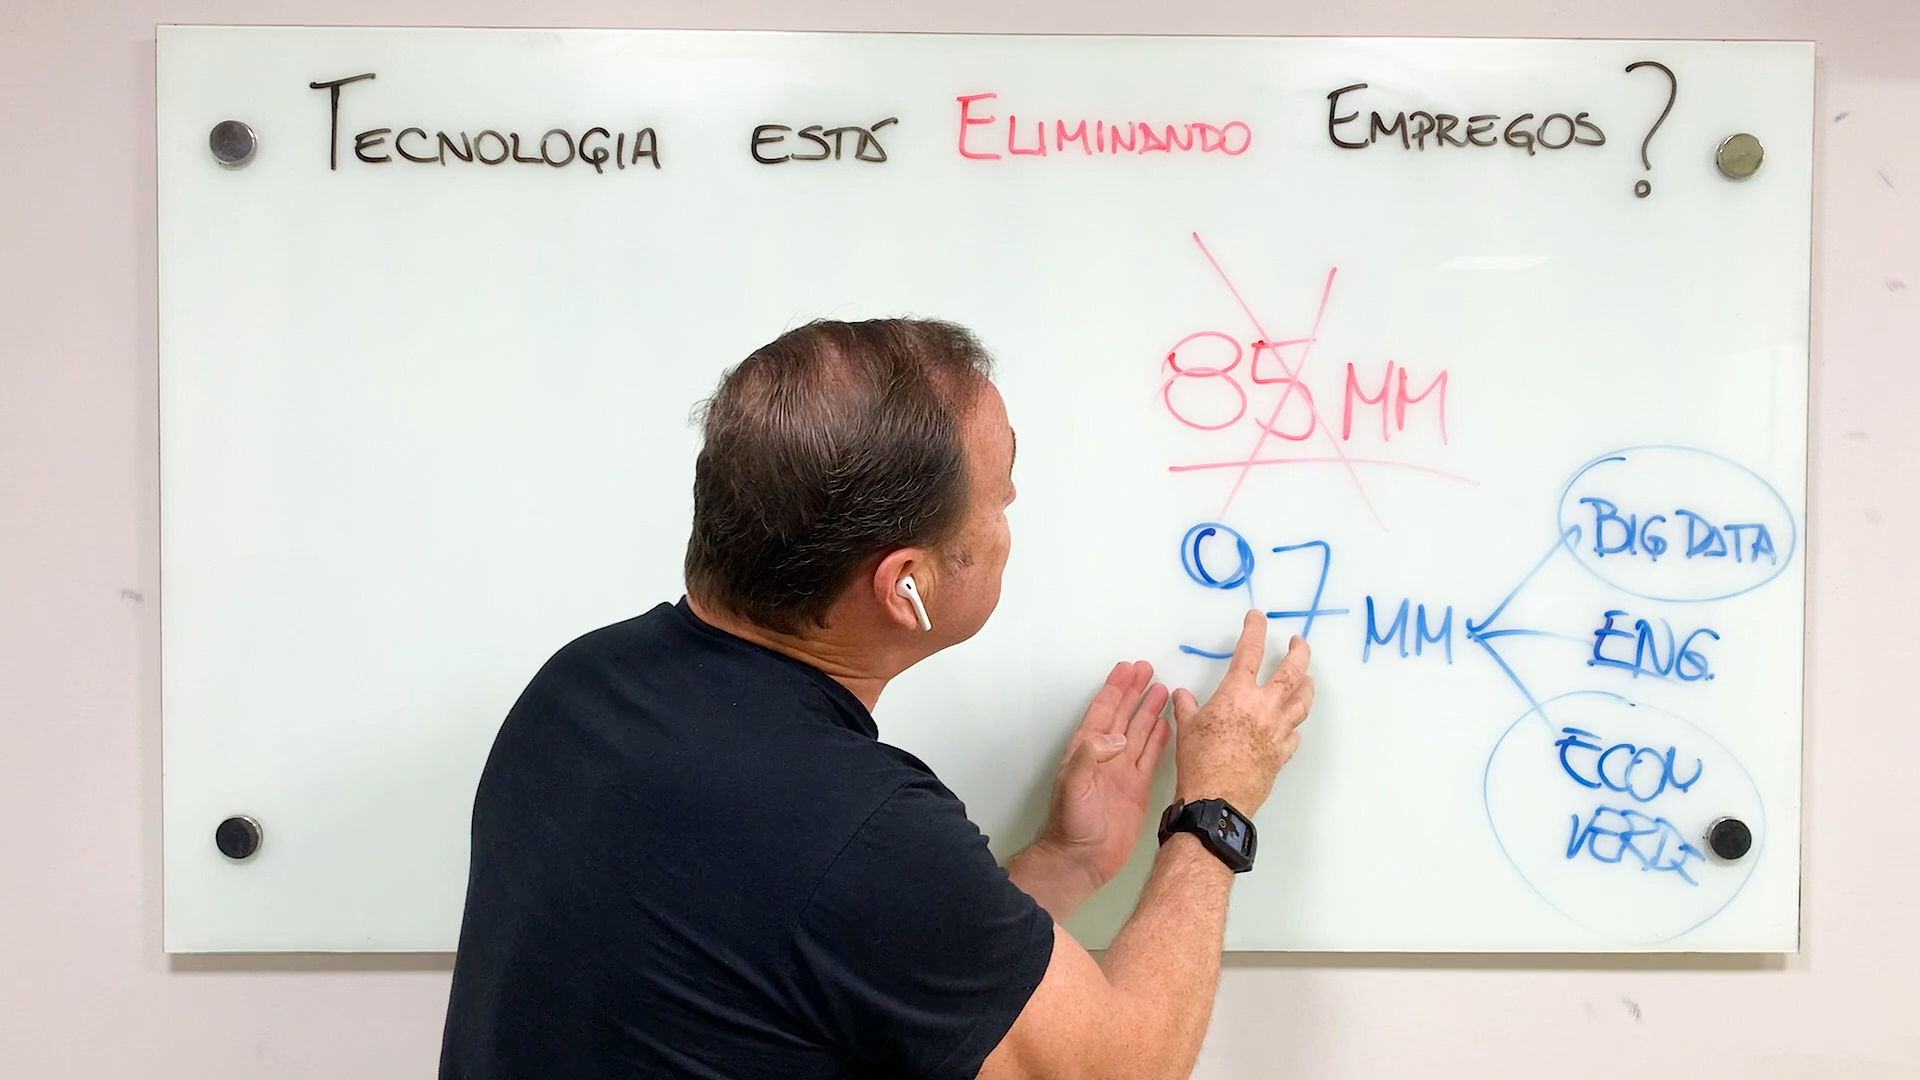 TECNOLOGIA ESTÁ ELIMINANDO EMPREGOS?
85 MM
97 MM
BIG DATA
ENG.
ECON
VERDE